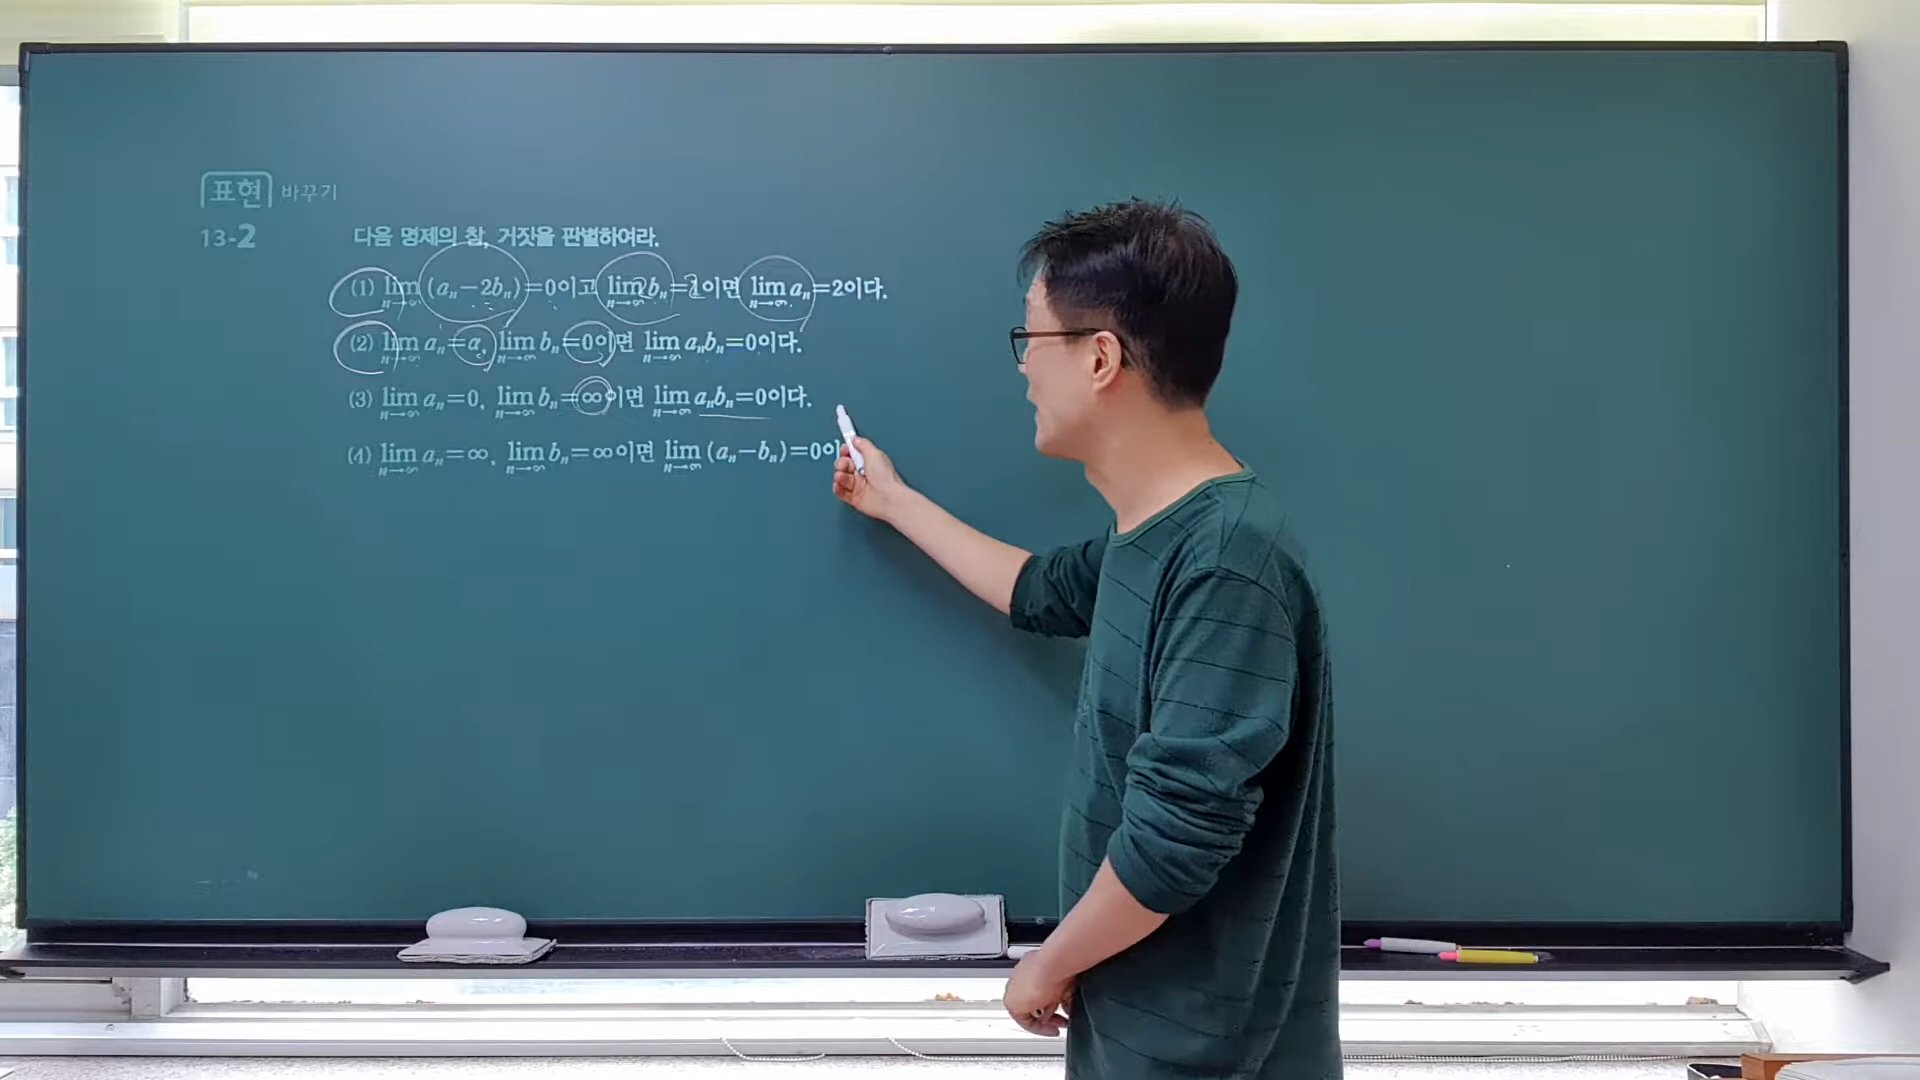 표현 바꾸기
13-2 다음 명제의 참, 거짓을 판별하여라.
(1) lim n→∞ (aₙ−2bₙ)=0이고 lim n→∞ bₙ=1이면 lim n→∞ aₙ=2이다.
(2) lim n→∞ aₙ=α, lim n→∞ bₙ=0이면 lim n→∞ aₙbₙ=0이다.
(3) lim n→∞ aₙ=0, lim n→∞ bₙ=∞이면 lim n→∞ aₙbₙ=0이다.
(4) lim n→∞ aₙ=∞, lim n→∞ bₙ=∞이면 lim n→∞ (aₙ−bₙ)=0이